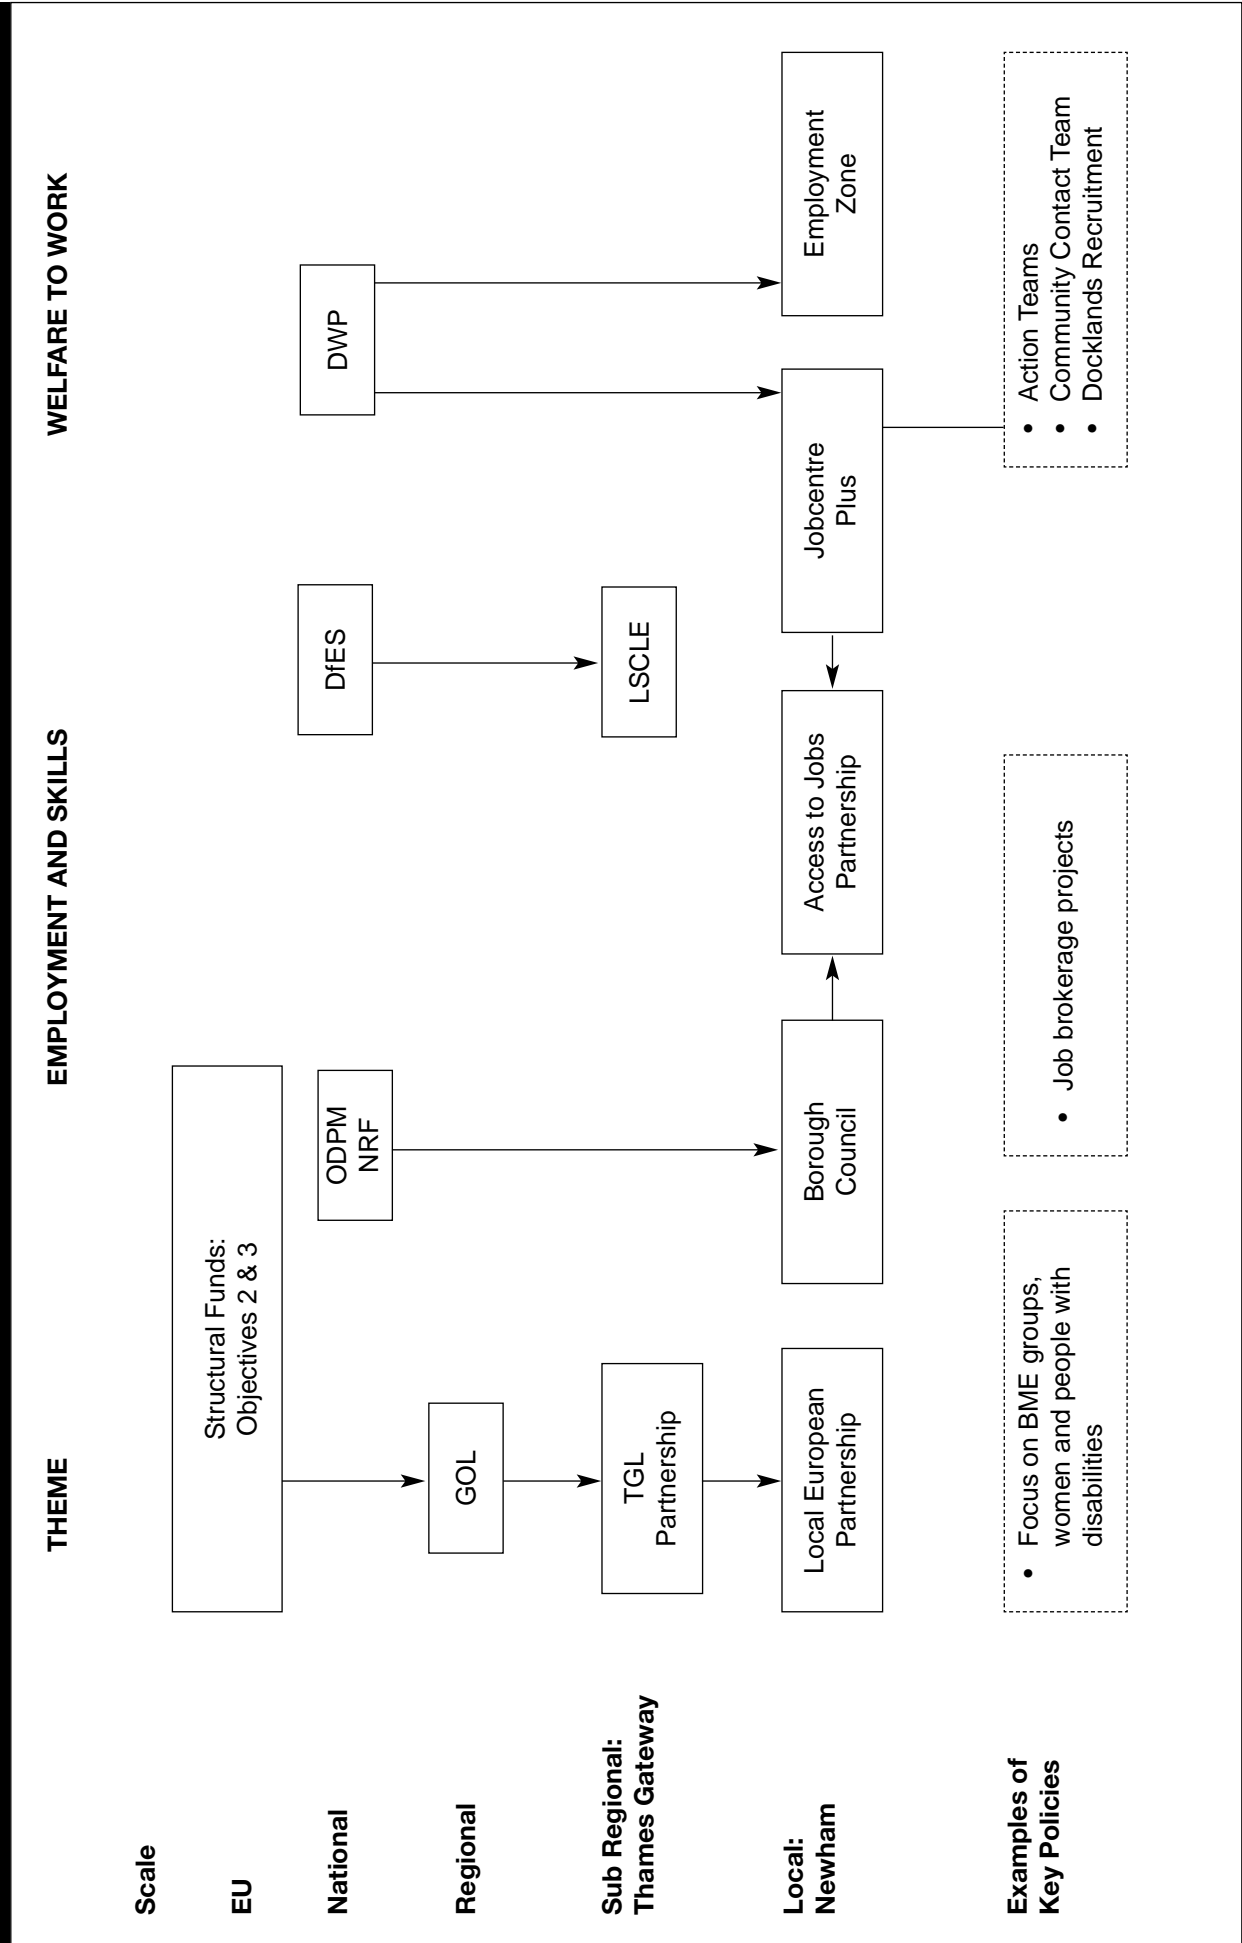 THEME
EMPLOYMENT AND SKILLS
WELFARE TO WORK
Scale
EU
Structural Funds:
Objectives 2 & 3
National
ODPM
NRF
DfES
DWP
Regional
GOL
Sub Regional:
Thames Gateway
TGL
Partnership
LSCLE
Local:
Newham
Local European
Partnership
Borough
Council
Access to Jobs
Partnership
Jobcentre
Plus
Employment
Zone
Examples of
Key Policies
• Focus on BME groups,
women and people with
disabilities
• Job brokerage projects
• Action Teams
• Community Contact Team
• Docklands Recruitment